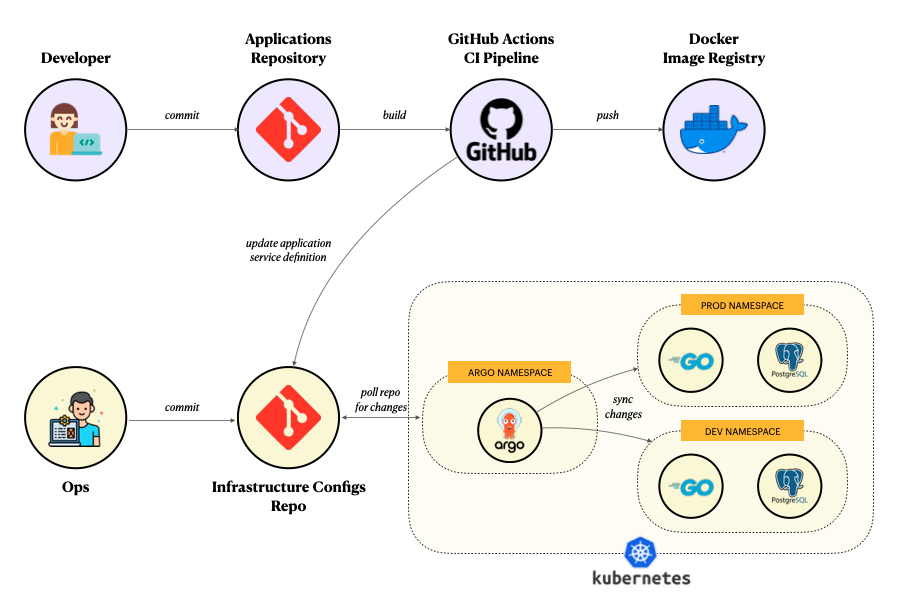 Developer
Applications
Repository
GitHub Actions
CI Pipeline
Docker
Image Registry
commit
build
GitHub
push
update application
service definition
PROD NAMESPACE
GO
PostgreSQL
ARGO NAMESPACE
poll repo
for changes
commit
argo
sync
changes
DEV NAMESPACE
GO
PostgreSQL
Ops
Infrastructure Configs
Repo
kubernetes